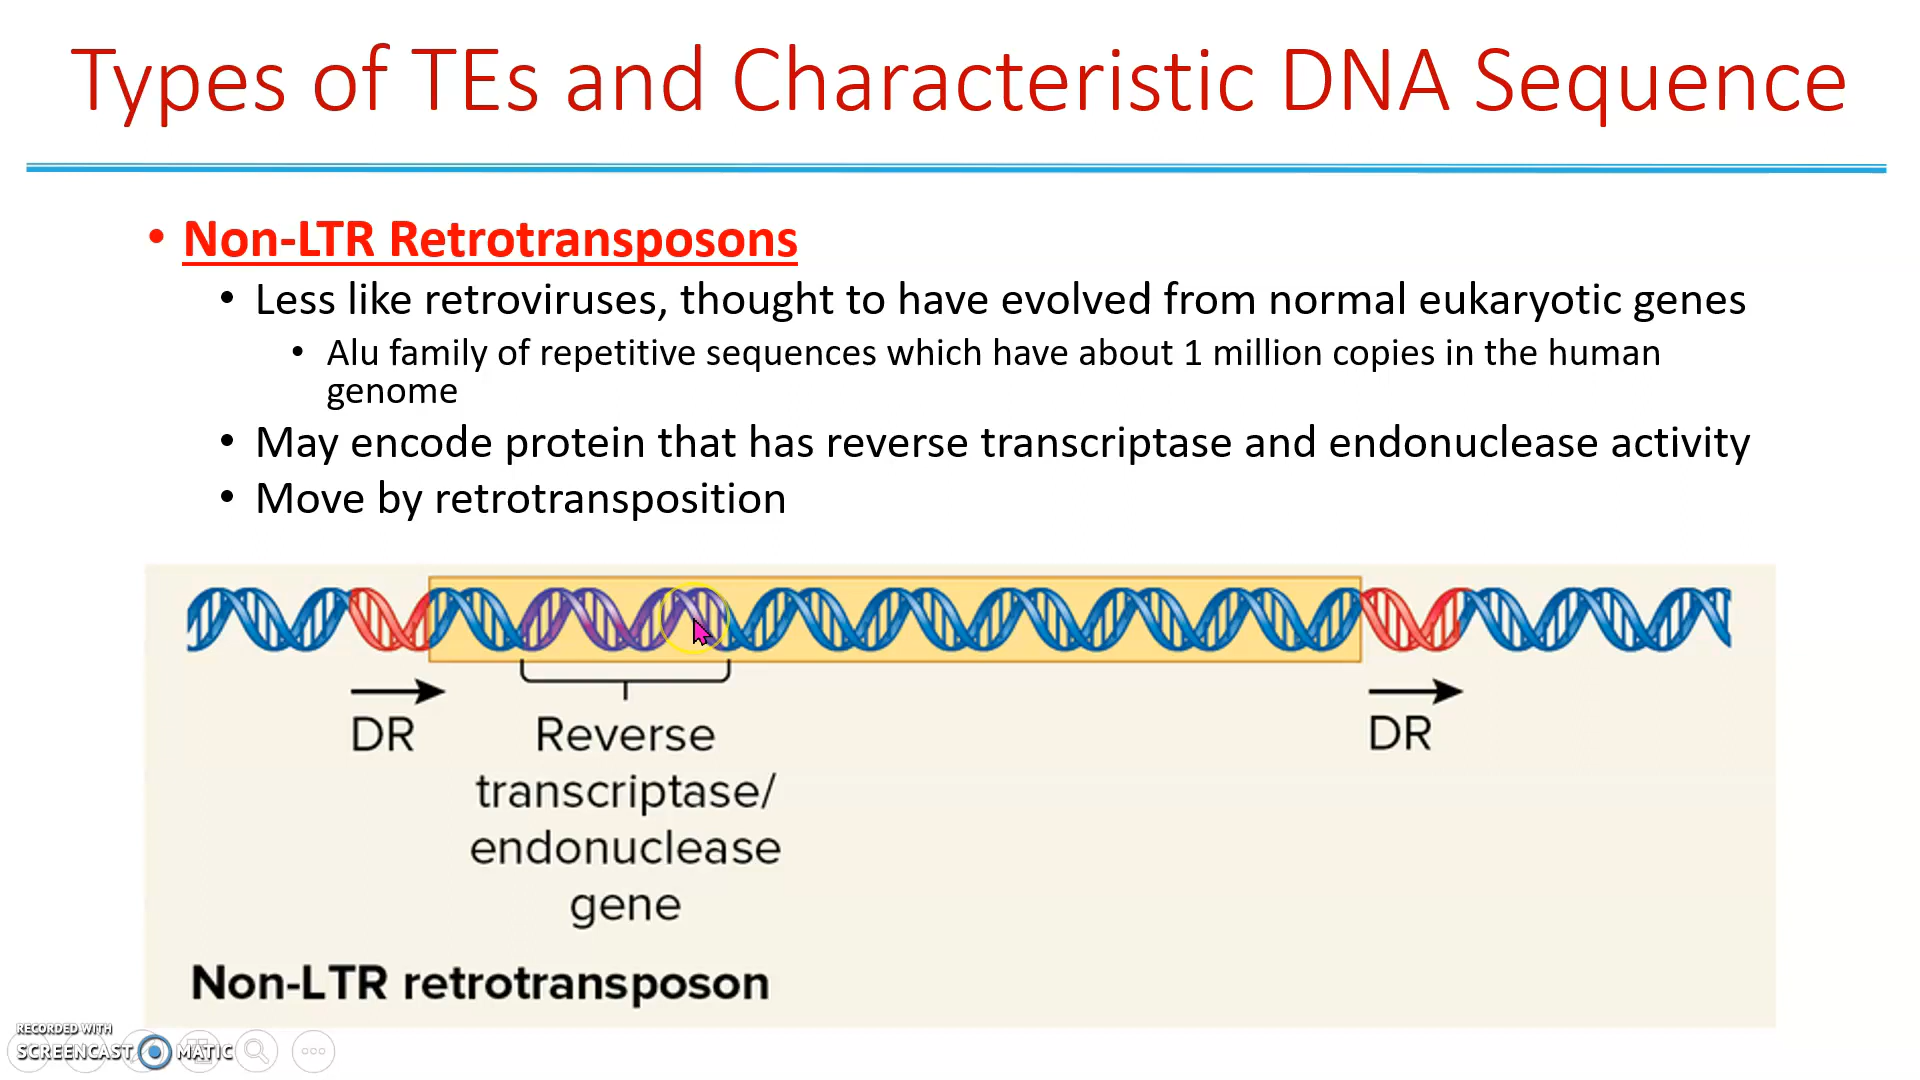 Types of TEs and Characteristic DNA Sequence
• Non-LTR Retrotransposons
• Less like retroviruses, thought to have evolved from normal eukaryotic genes
• Alu family of repetitive sequences which have about 1 million copies in the human
genome
• May encode protein that has reverse transcriptase and endonuclease activity
• Move by retrotransposition
DR
Reverse
transcriptase/
endonuclease
gene
DR
Non-LTR retrotransposon
RECORDED WITH
SCREENCAST MATIC